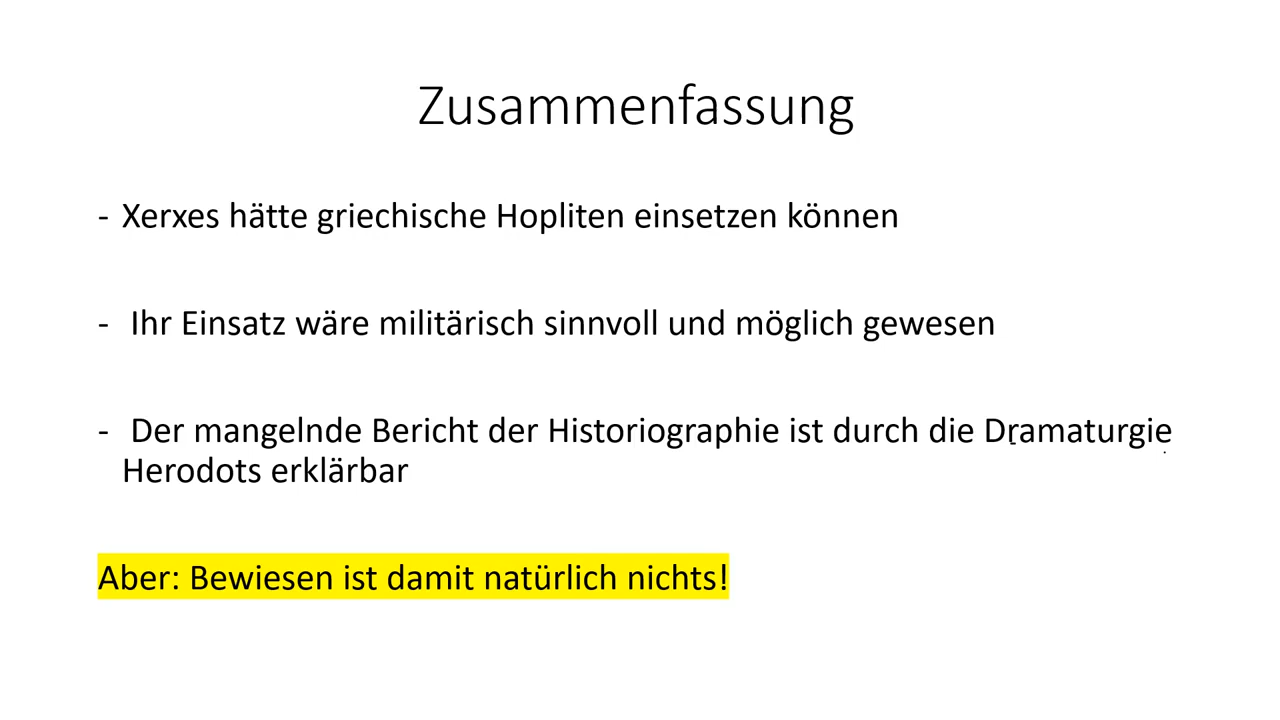 Zusammenfassung
- Xerxes hätte griechische Hopliten einsetzen können
- Ihr Einsatz wäre militärisch sinnvoll und möglich gewesen
- Der mangelnde Bericht der Historiographie ist durch die Dramaturgie
Herodots erklärbar
Aber: Bewiesen ist damit natürlich nichts!